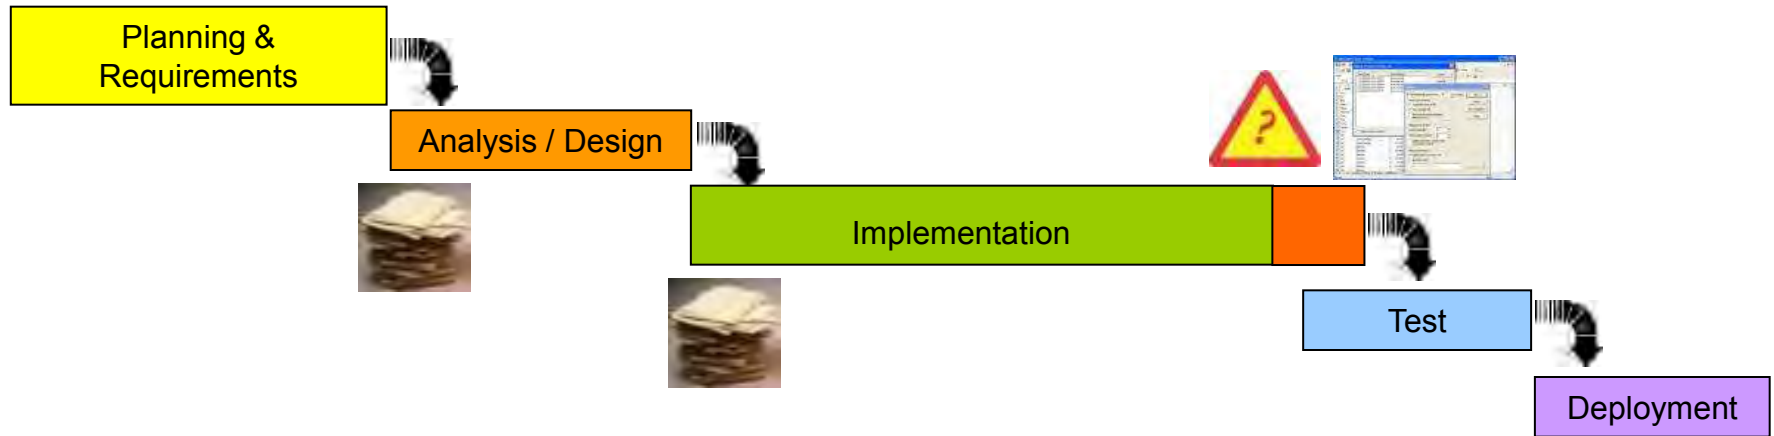 Planning &
Requirements
Analysis / Design
?
Implementation
Test
Deployment